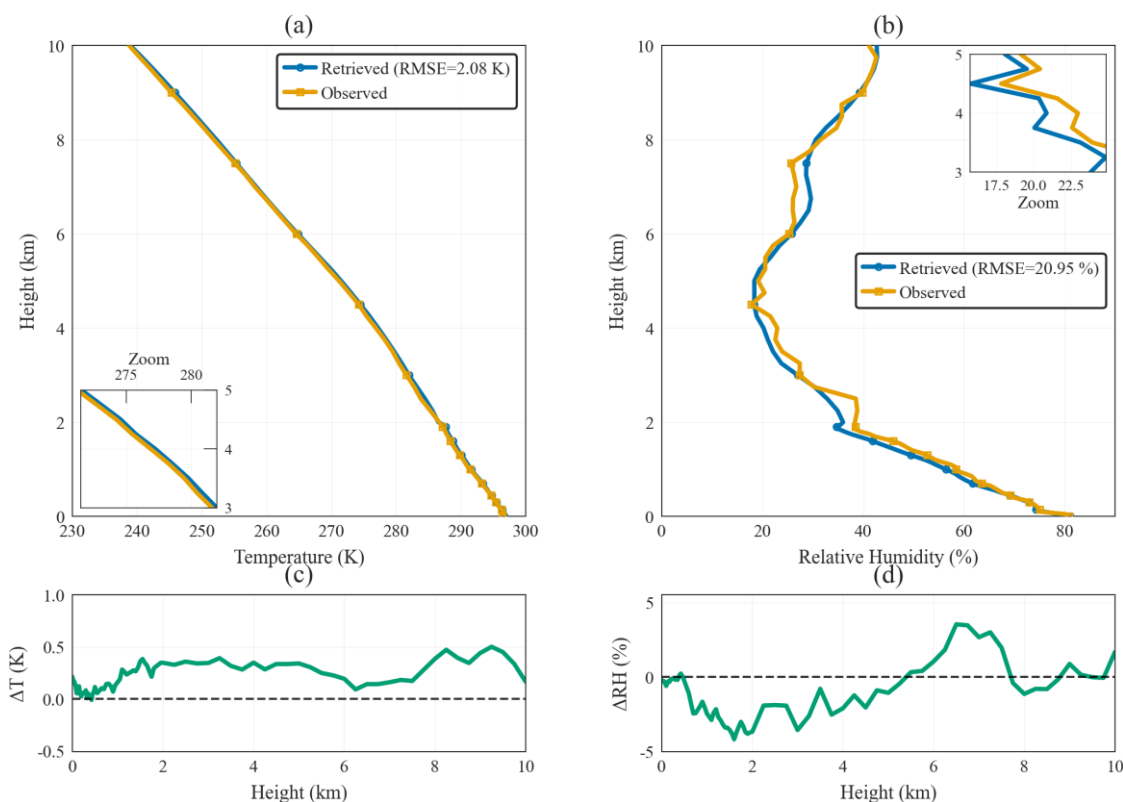 (a)
10
8
6
4
2
0
Height (km)
Retrieved (RMSE=2.08 K)
Observed
Zoom
275 280
5
4
3
230 240 250 260 270 280 290 300
Temperature (K)
(b)
10
8
6
4
2
0
Height (km)
5
4
3
17.5 20.0 22.5
Zoom
Retrieved (RMSE=20.95 %)
Observed
0 20 40 60 80
Relative Humidity (%)
(c)
1.0
0.5
0.0
-0.5
ΔT (K)
0 2 4 6 8 10
Height (km)
(d)
5
0
-5
ΔRH (%)
0 2 4 6 8 10
Height (km)